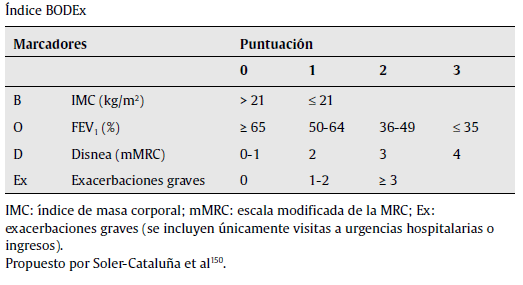 Índice BODEx
Marcadores Puntuación
0 1 2 3
B IMC (kg/m²) > 21 ≤ 21
O FEV₁ (%) ≥ 65 50-64 36-49 ≤ 35
D Disnea (mMRC) 0-1 2 3 4
Ex Exacerbaciones graves 0 1-2 ≥ 3
IMC: índice de masa corporal; mMRC: escala modificada de la MRC; Ex:
exacerbaciones graves (se incluyen únicamente visitas a urgencias hospitalarias o
ingresos).
Propuesto por Soler-Cataluña et al¹⁵⁰.